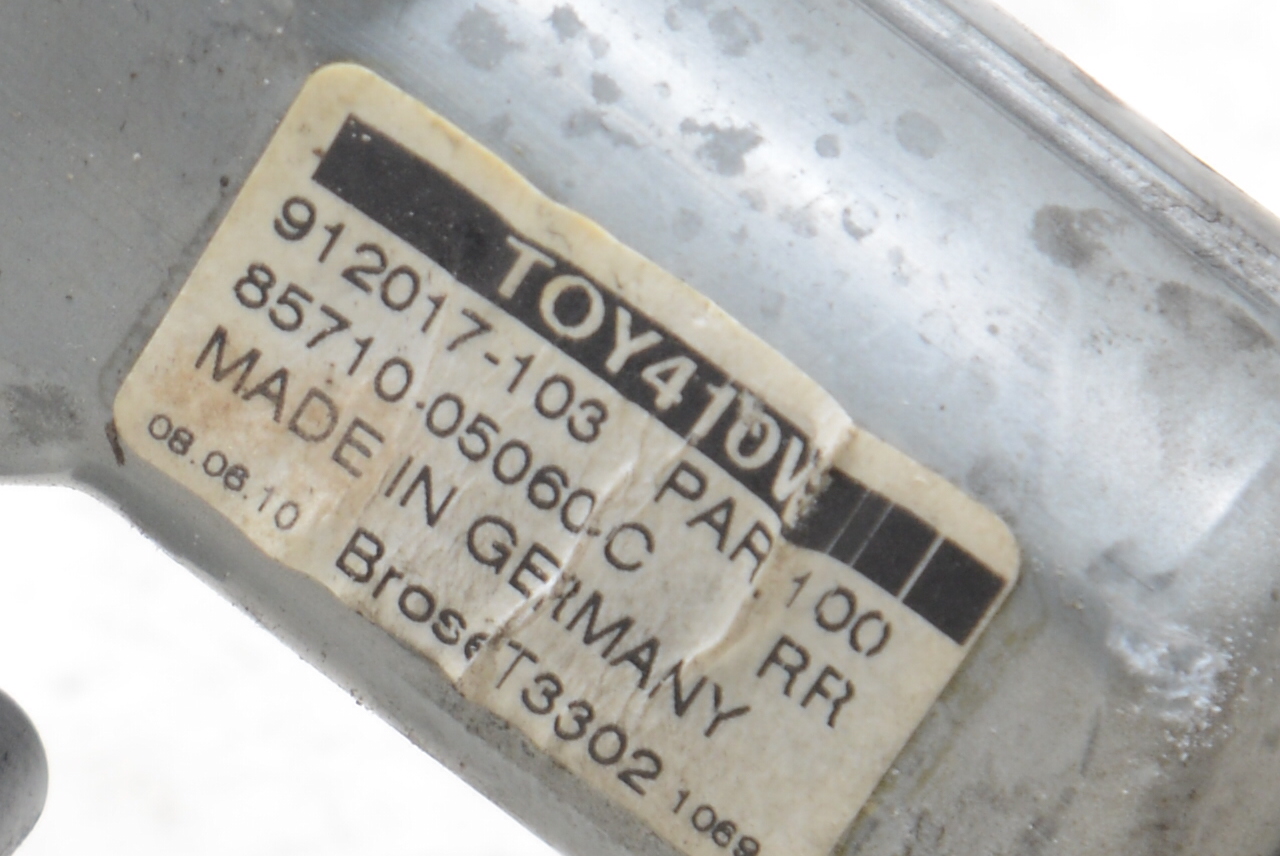 TOY410W
912017-103 PAR.100
85710-05060-C RR
MADE IN GERMANY
08.06.10 Brose T3302 1069